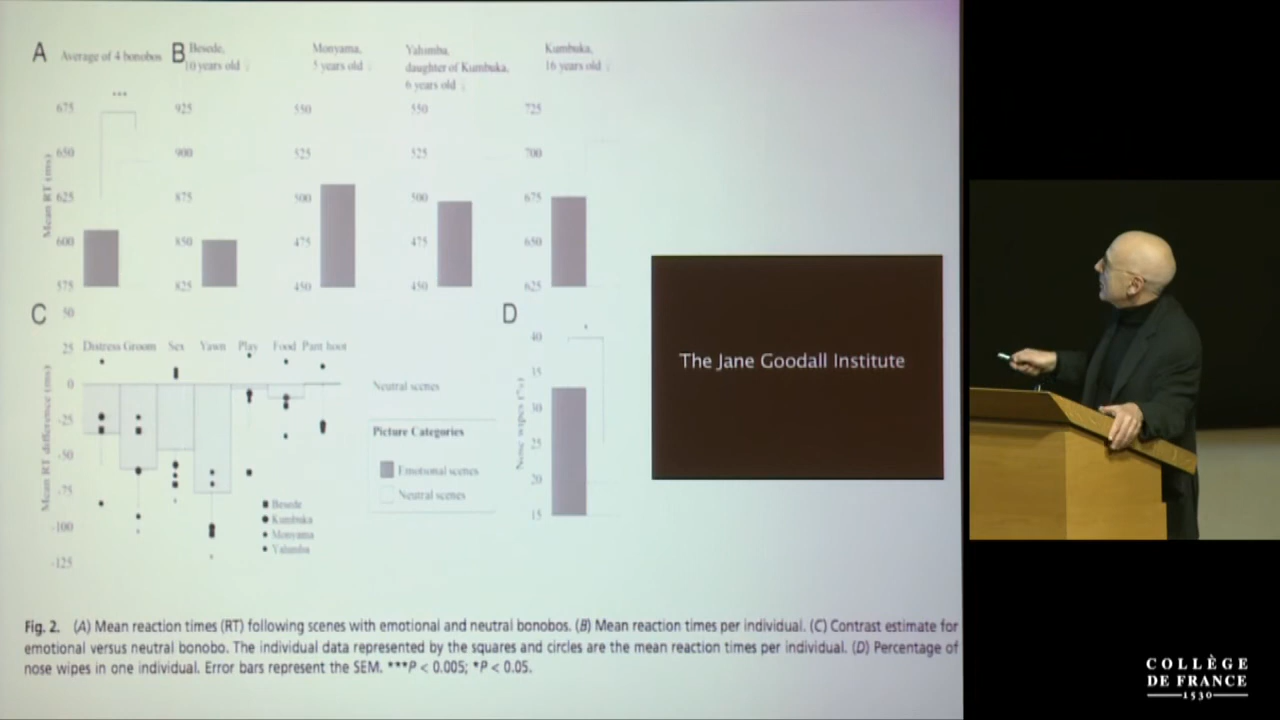 A Average of 4 bonobos
B Besede,
10 years old
Monyama,
5 years old
Yahimba,
daughter of Kumbuka,
6 years old
Kumbuka,
16 years old
***
Mean RT (ms)
675
650
625
600
575
925
900
875
850
825
550
525
500
475
450
550
525
500
475
450
725
700
675
650
625
C
Mean RT difference (ms)
50
25
0
-25
-50
-75
-100
-125
Distress Groom Sex Yawn Play Food Pant hoot
Neutral scenes
Picture Categories
Emotional scenes
Neutral scenes
Besede
Kumbuka
Monyama
Yahimba
D
Nose wipes (%)
40
35
30
25
20
15
*
The Jane Goodall Institute
Fig. 2. (A) Mean reaction times (RT) following scenes with emotional and neutral bonobos. (B) Mean reaction times per individual. (C) Contrast estimate for
emotional versus neutral bonobo. The individual data represented by the squares and circles are the mean reaction times per individual. (D) Percentage of
nose wipes in one individual. Error bars represent the SEM. ***P < 0.005; *P < 0.05.
COLLÈGE
DE FRANCE
1530